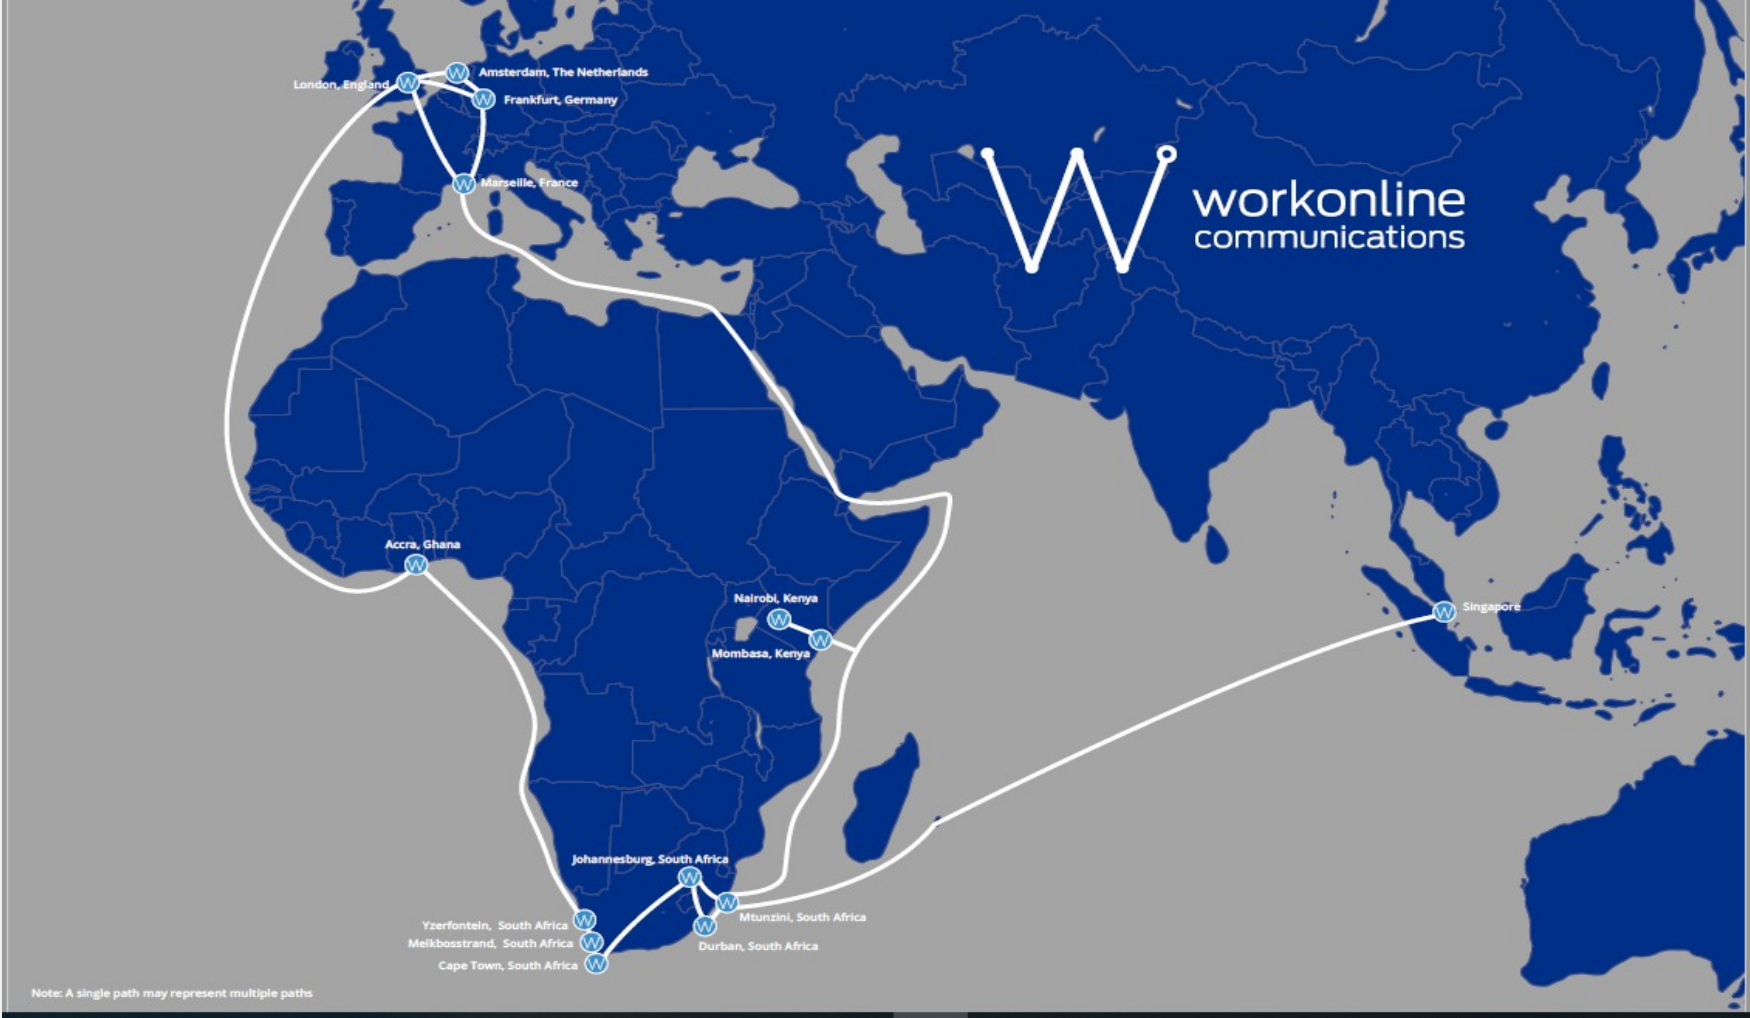 Amsterdam, The Netherlands
London, England
Frankfurt, Germany
Marseille, France
workonline
communications
Accra, Ghana
Nairobi, Kenya
Singapore
Mombasa, Kenya
Johannesburg, South Africa
Mtunzini, South Africa
Yzerfontein, South Africa
Melkbosstrand, South Africa
Durban, South Africa
Cape Town, South Africa
Note: A single path may represent multiple paths